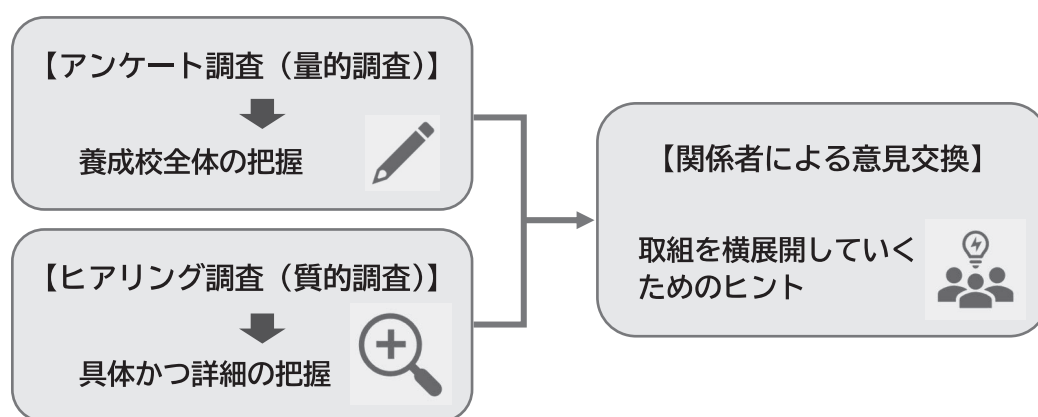 【アンケート調査（量的調査）】
養成校全体の把握
【ヒアリング調査（質的調査）】
具体かつ詳細の把握
【関係者による意見交換】
取組を横展開していく
ためのヒント